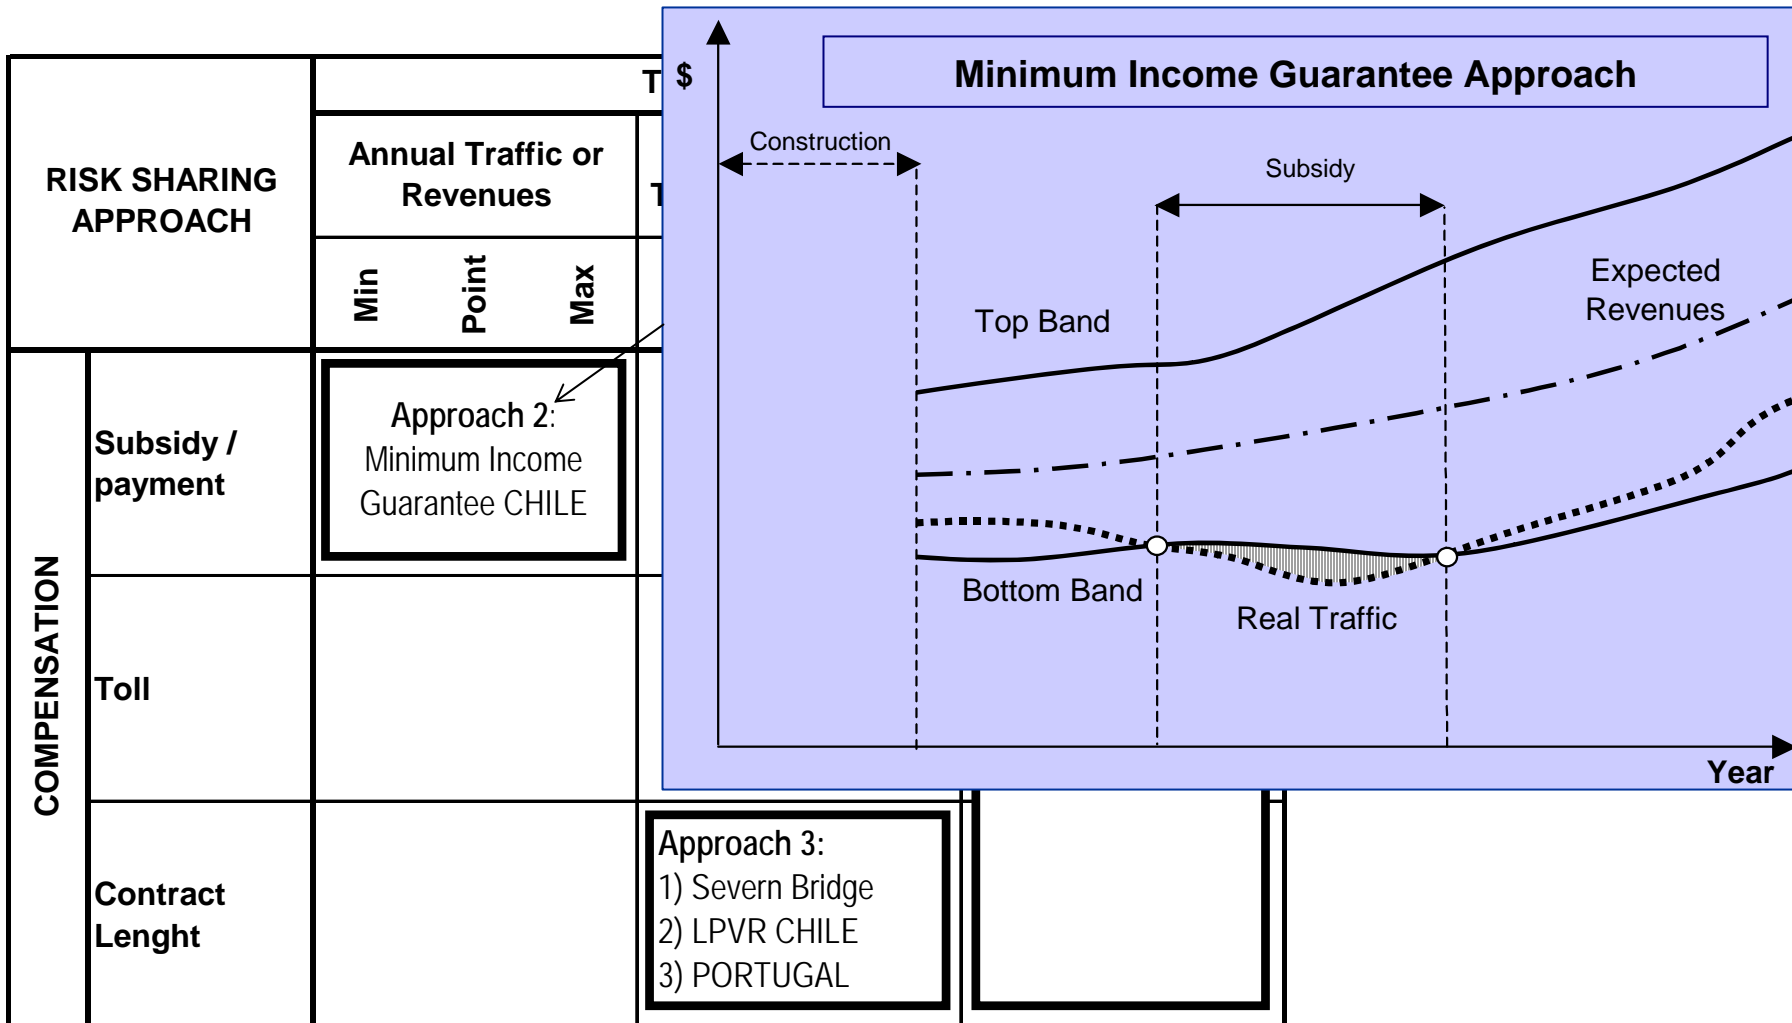 RISK SHARING
APPROACH
T
Annual Traffic or
Revenues
T
Min
Point
Max
COMPENSATION
Subsidy /
payment
Toll
Contract
Lenght
Approach 2:
Minimum Income
Guarantee CHILE
Approach 3:
1) Severn Bridge
2) LPVR CHILE
3) PORTUGAL
$
Minimum Income Guarantee Approach
Construction
Subsidy
Top Band
Expected
Revenues
Bottom Band
Real Traffic
Year